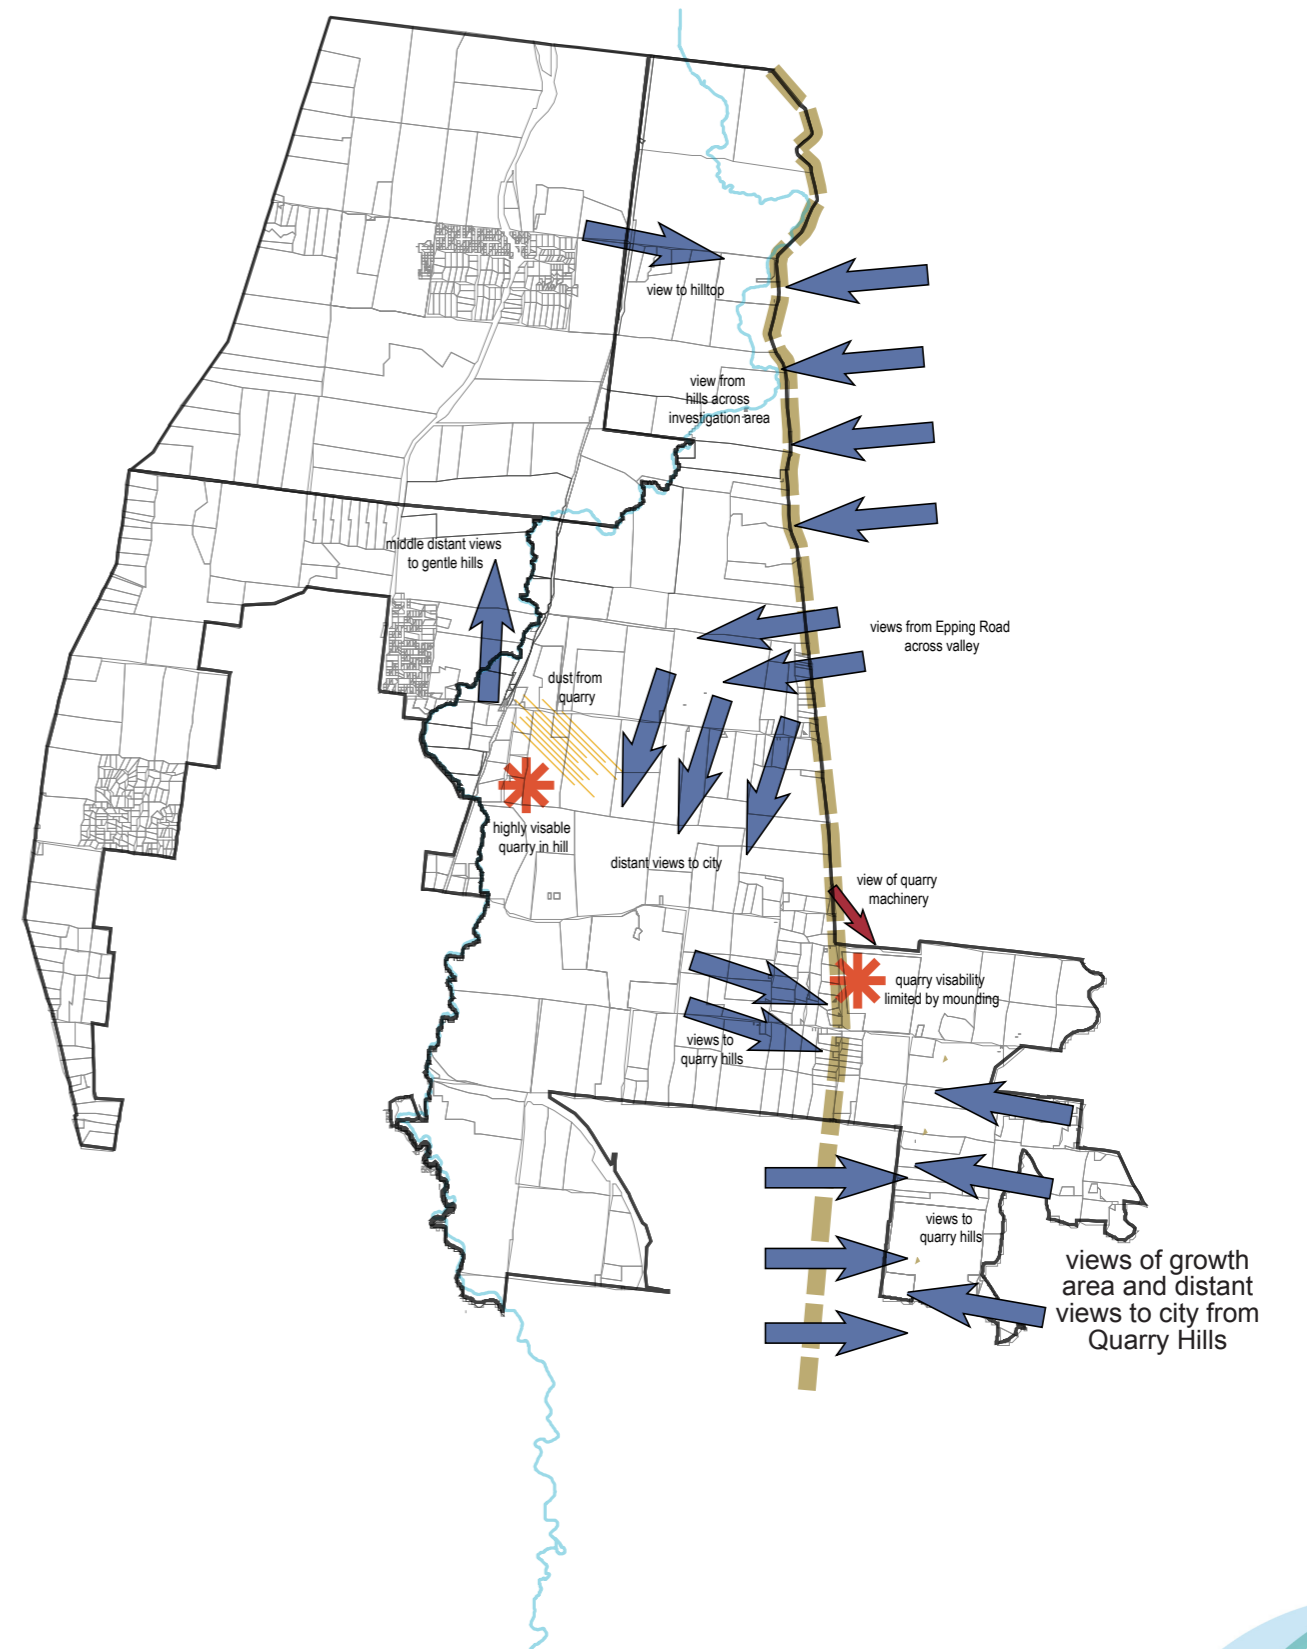 view to hilltop
view from
hills across
investigation area
middle distant views
to gentle hills
views from Epping Road
across valley
dust from
quarry
highly visable
quarry in hill
distant views to city
view of quarry
machinery
quarry visability
limited by mounding
views to
quarry hills
views to
quarry hills
views of growth
area and distant
views to city from
Quarry Hills